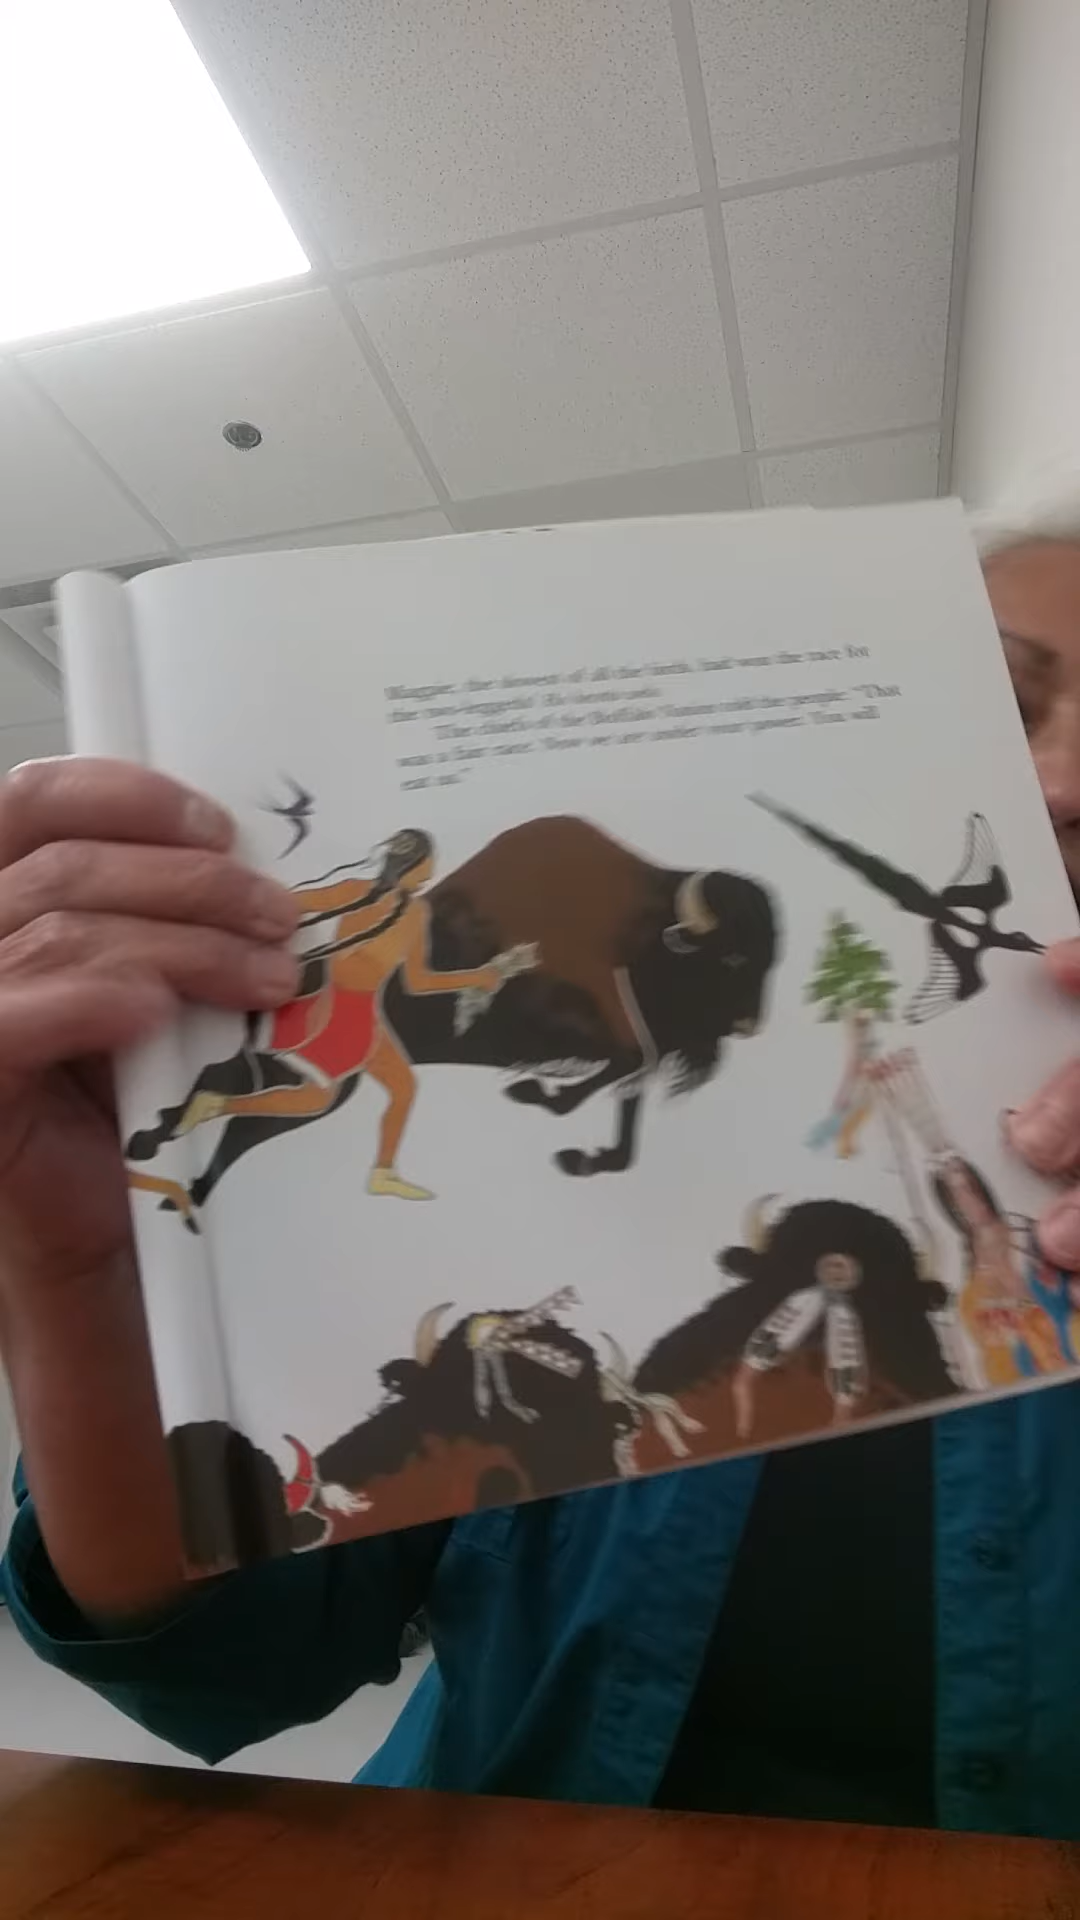 Magpie, the slowest of all the birds, had won the race for
the two-leggeds!
The chiefs of the Buffalo Nation told the people: "That
was a fair race. Now we are under your power. You will
eat us."